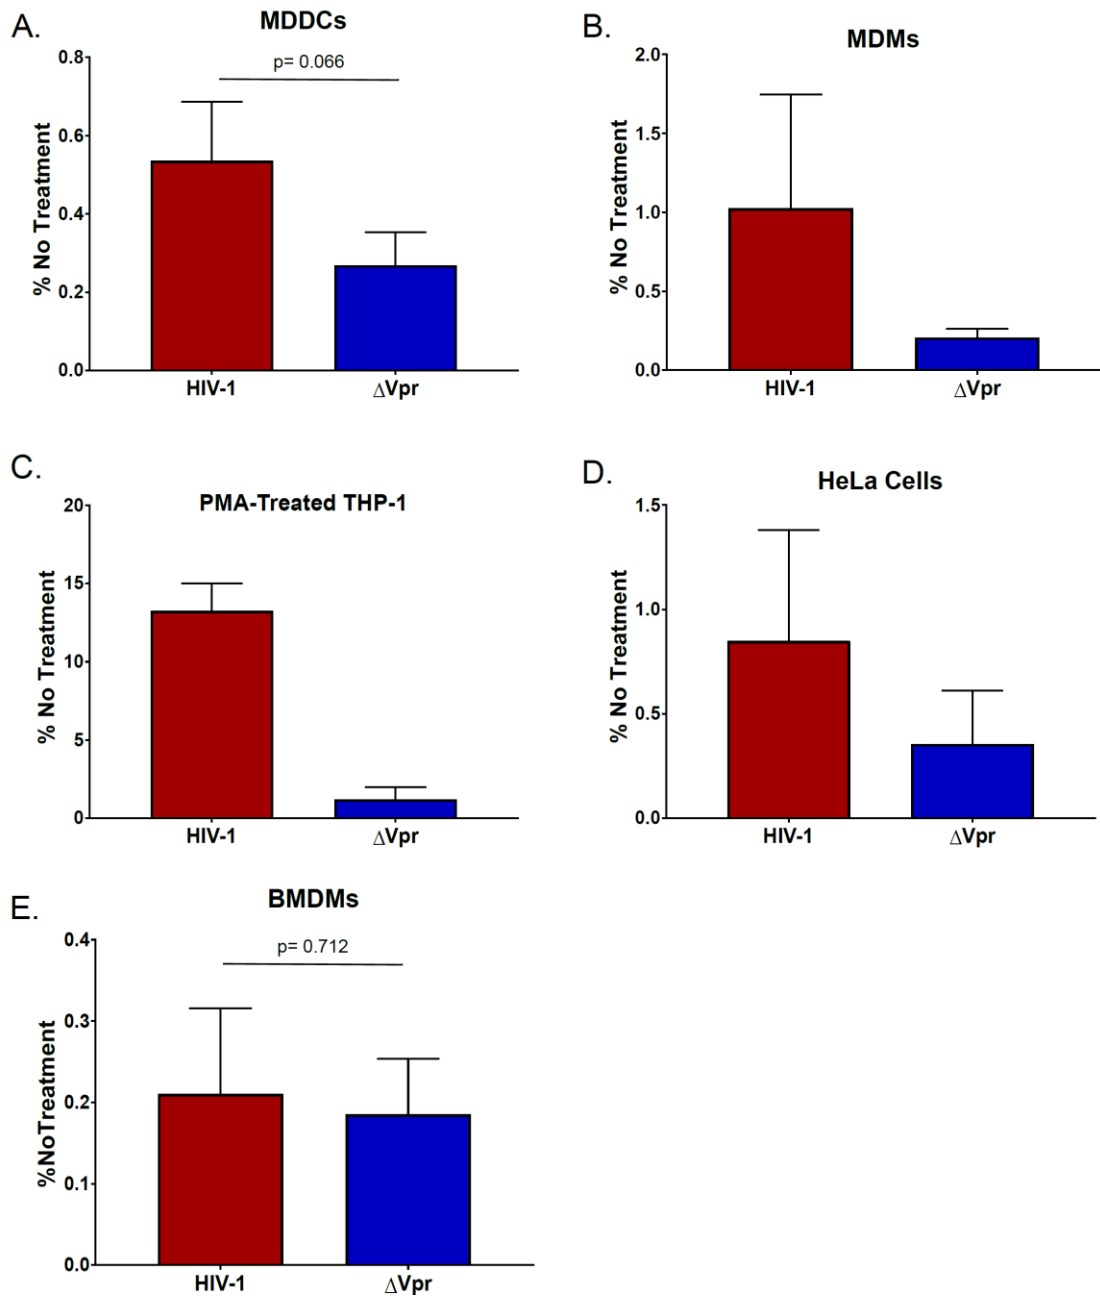 A.
MDDCs
p= 0.066
% No Treatment
0.8
0.6
0.4
0.2
0.0
HIV-1
ΔVpr
B.
MDMs
% No Treatment
2.0
1.5
1.0
0.5
0.0
HIV-1
ΔVpr
C.
PMA-Treated THP-1
% No Treatment
20
15
10
5
0
HIV-1
ΔVpr
D.
HeLa Cells
% No Treatment
1.5
1.0
0.5
0.0
HIV-1
ΔVpr
E.
BMDMs
p= 0.712
%NoTreatment
0.4
0.3
0.2
0.1
0.0
HIV-1
ΔVpr